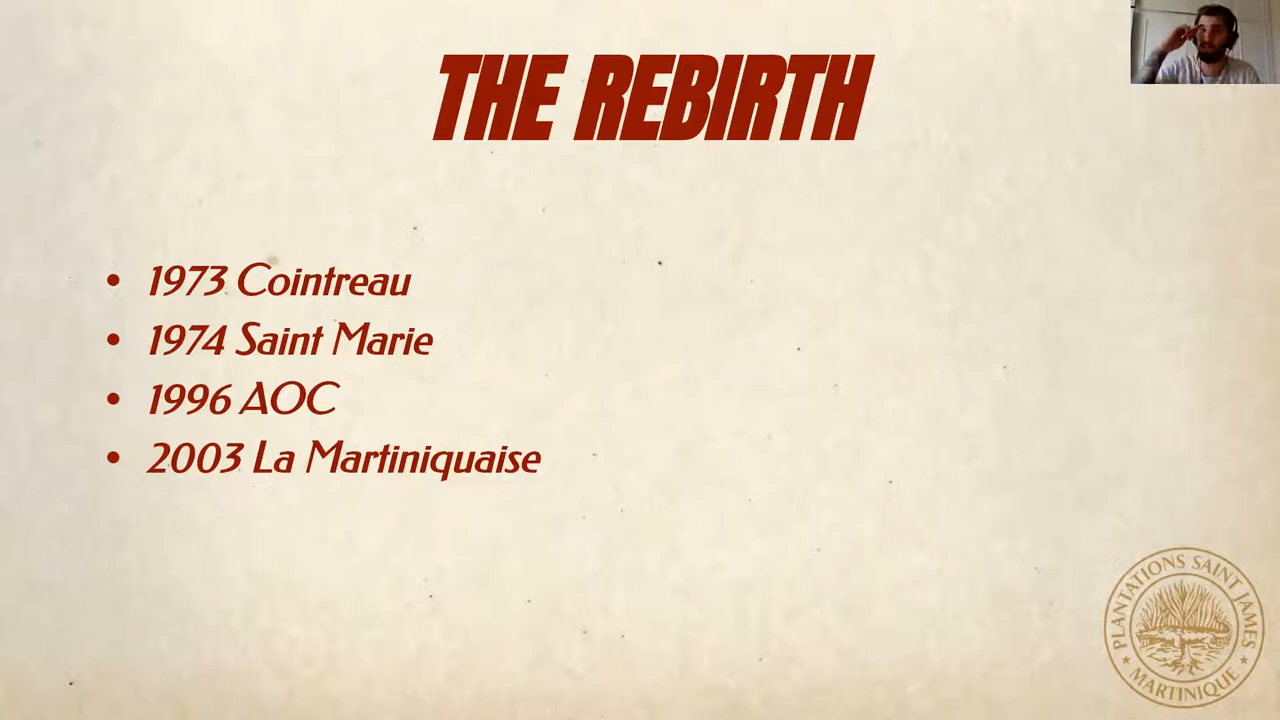 THE REBIRTH
• 1973 Cointreau
• 1974 Saint Marie
• 1996 AOC
• 2003 La Martiniquaise
PLANTATIONS SAINT JAMES
★ MARTINIQUE ★